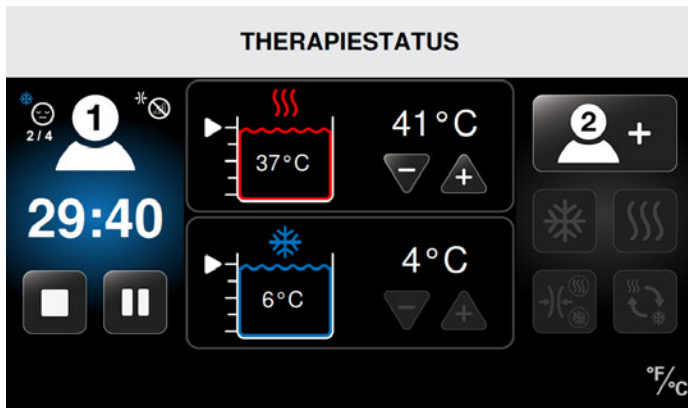 THERAPIESTATUS
1
2/4
29:40
37°C
41°C
6°C
4°C
2 +
°F/°C